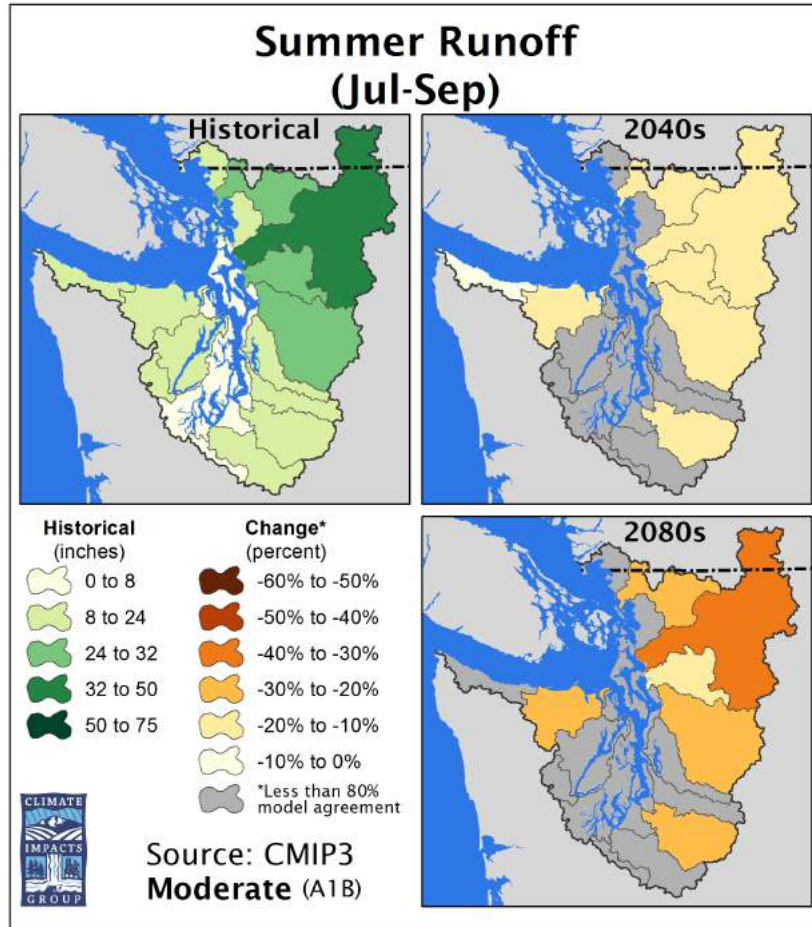 Summer Runoff
(Jul-Sep)
Historical
2040s
Historical
(inches)
0 to 8
8 to 24
24 to 32
32 to 50
50 to 75
Change*
(percent)
-60% to -50%
-50% to -40%
-40% to -30%
-30% to -20%
-20% to -10%
-10% to 0%
*Less than 80%
model agreement
2080s
CLIMATE
IMPACTS
GROUP
Source: CMIP3
Moderate (A1B)